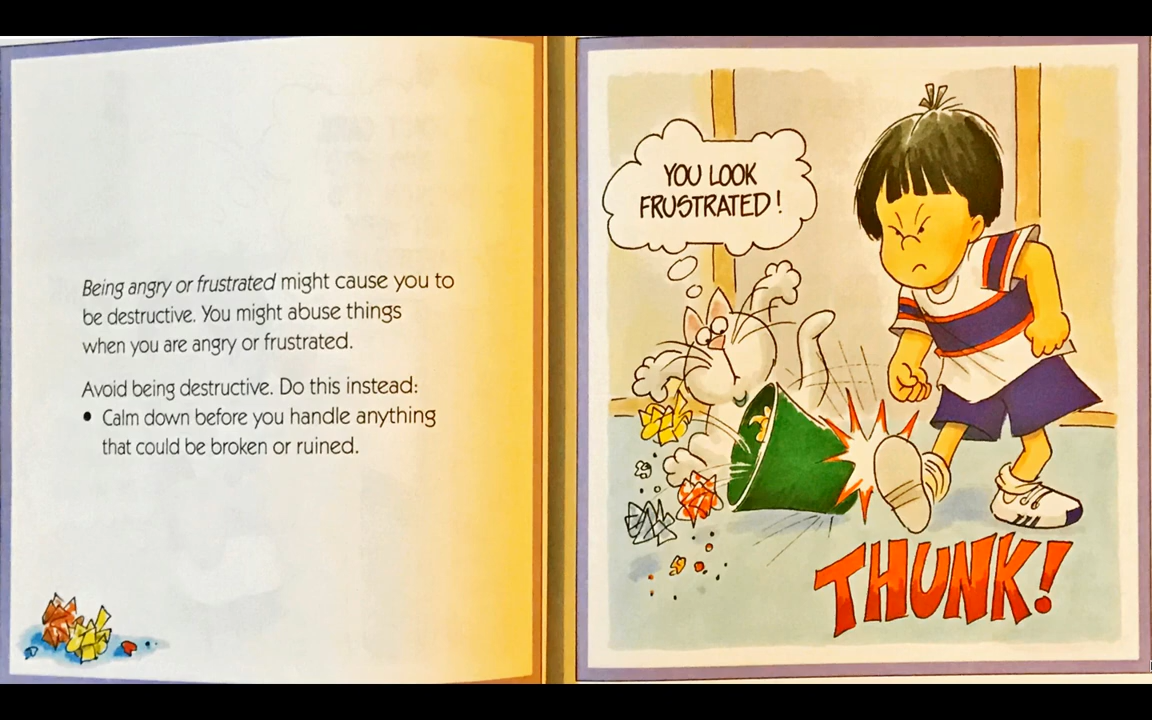 Being angry or frustrated might cause you to
be destructive. You might abuse things
when you are angry or frustrated.
Avoid being destructive. Do this instead:
• Calm down before you handle anything
that could be broken or ruined.
YOU LOOK
FRUSTRATED!
THUNK!